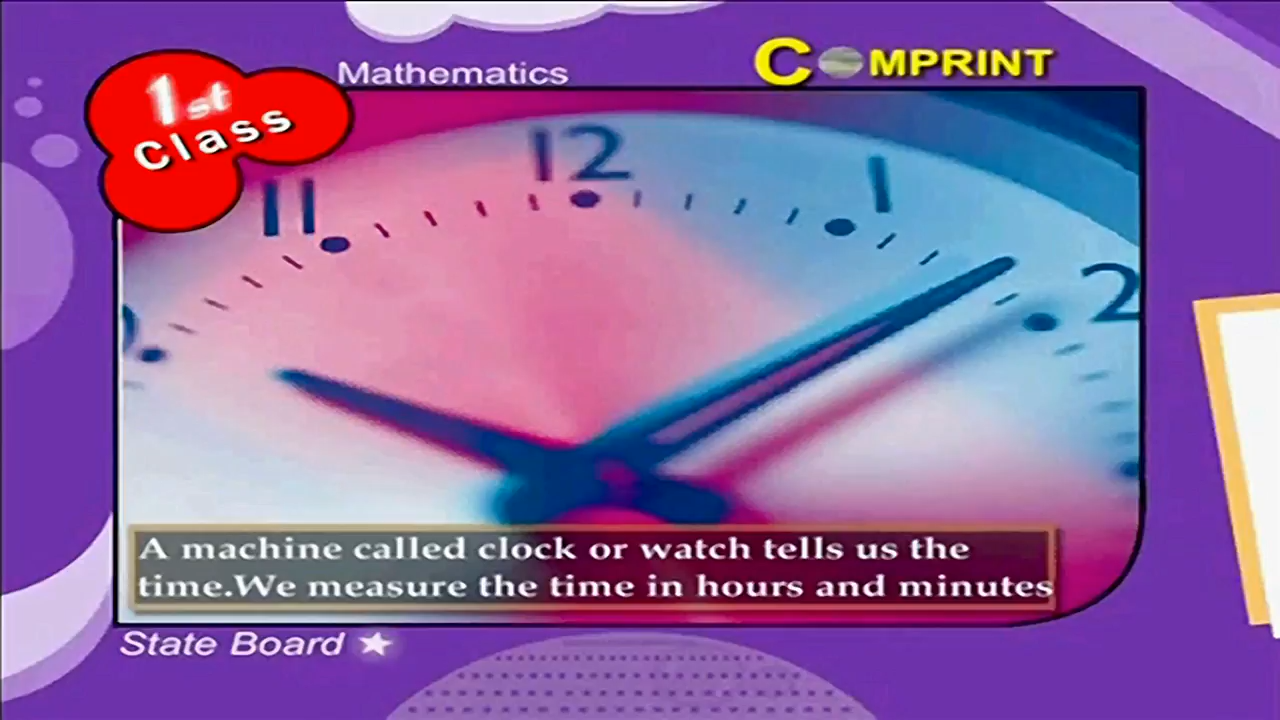 Mathematics
COMPRINT
1st
Class
12
11
1
2
A machine called clock or watch tells us the
time.We measure the time in hours and minutes
State Board